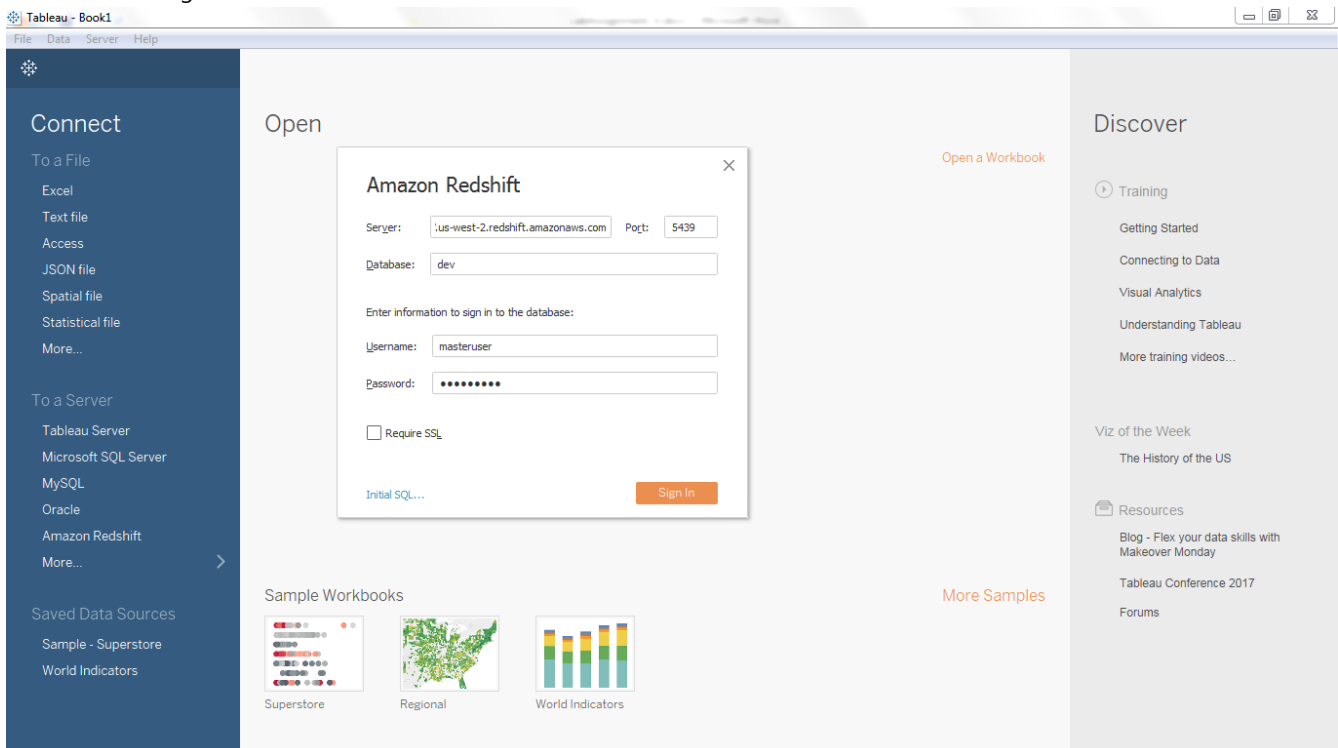 Tableau - Book1
File Data Server Help
Connect
To a File
Excel
Text file
Access
JSON file
Spatial file
Statistical file
More...
To a Server
Tableau Server
Microsoft SQL Server
MySQL
Oracle
Amazon Redshift
More...
Saved Data Sources
Sample - Superstore
World Indicators
Open
Open a Workbook
Amazon Redshift
Server: .us-west-2.redshift.amazonaws.com Port: 5439
Database: dev
Enter information to sign in to the database:
Username: masteruser
Password: •••••••••
Require SSL
Initial SQL... Sign In
Sample Workbooks
More Samples
Superstore
Regional
World Indicators
Discover
Training
Getting Started
Connecting to Data
Visual Analytics
Understanding Tableau
More training videos...
Viz of the Week
The History of the US
Resources
Blog - Flex your data skills with
Makeover Monday
Tableau Conference 2017
Forums